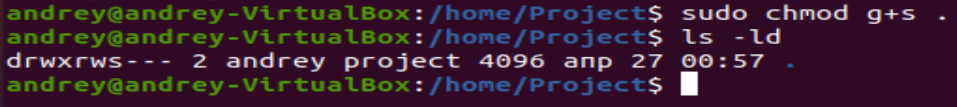 andrey@andrey-VirtualBox:/home/Project$ sudo chmod g+s .
andrey@andrey-VirtualBox:/home/Project$ ls -ld
drwxrws--- 2 andrey project 4096 апр 27 00:57 .
andrey@andrey-VirtualBox:/home/Project$